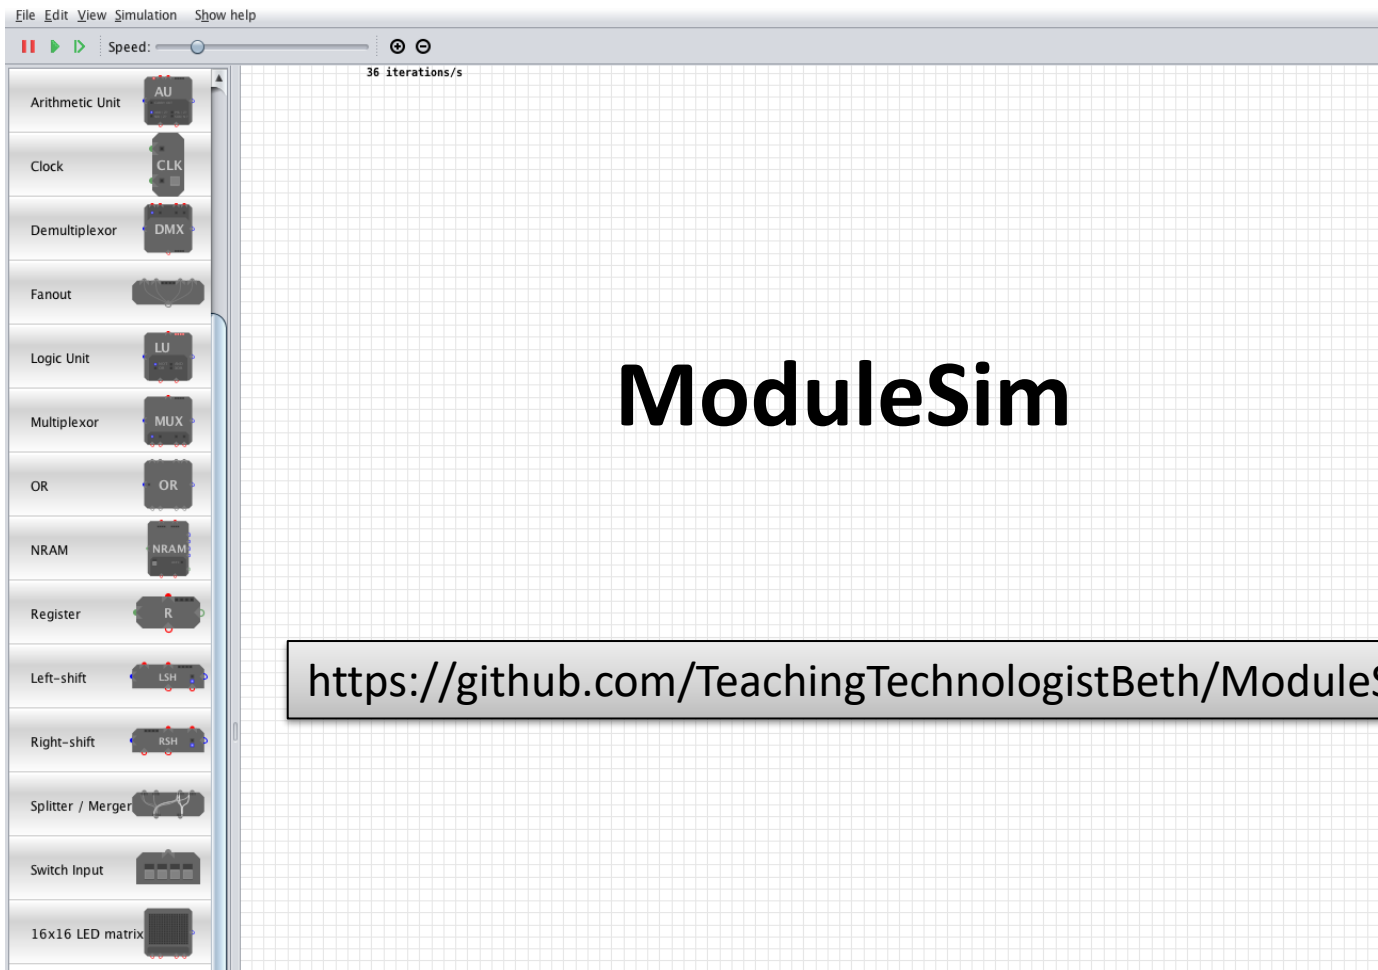 File Edit View Simulation Show help
Speed:
36 iterations/s
Arithmetic Unit AU
Clock CLK
Demultiplexor DMX
Fanout
Logic Unit LU
Multiplexor MUX
OR OR
NRAM NRAM
Register R
Left-shift LSH
Right-shift RSH
Splitter / Merger
Switch Input
16x16 LED matrix
ModuleSim
https://github.com/TeachingTechnologistBeth/ModuleS